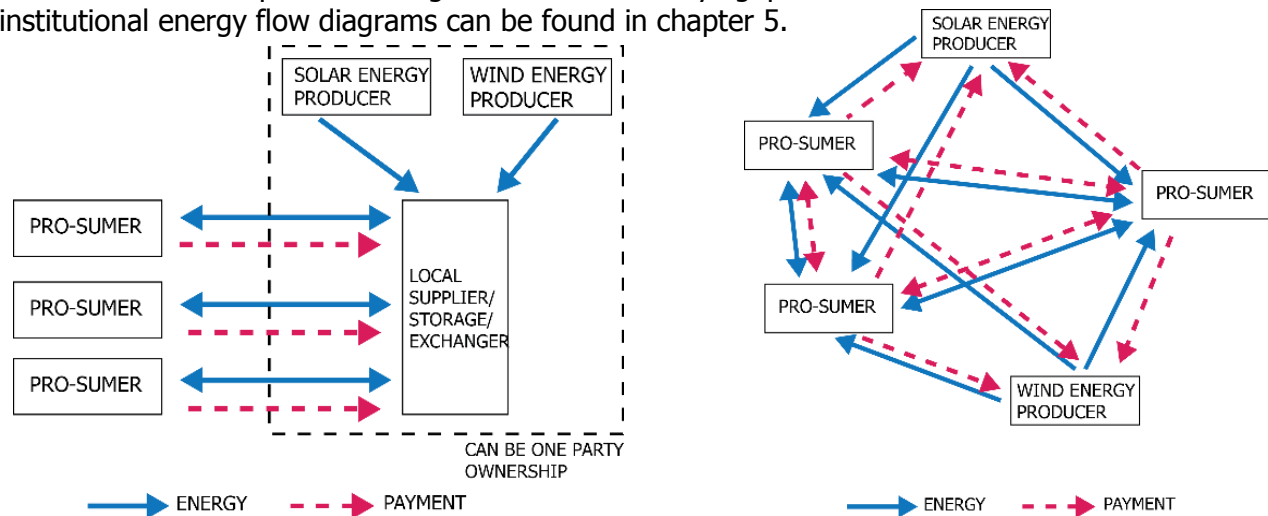 institutional energy flow diagrams can be found in chapter 5.
SOLAR ENERGY
PRODUCER
WIND ENERGY
PRODUCER
PRO-SUMER
PRO-SUMER
PRO-SUMER
LOCAL
SUPPLIER/
STORAGE/
EXCHANGER
CAN BE ONE PARTY
OWNERSHIP
ENERGY
PAYMENT
SOLAR ENERGY
PRODUCER
PRO-SUMER
PRO-SUMER
PRO-SUMER
WIND ENERGY
PRODUCER
ENERGY
PAYMENT